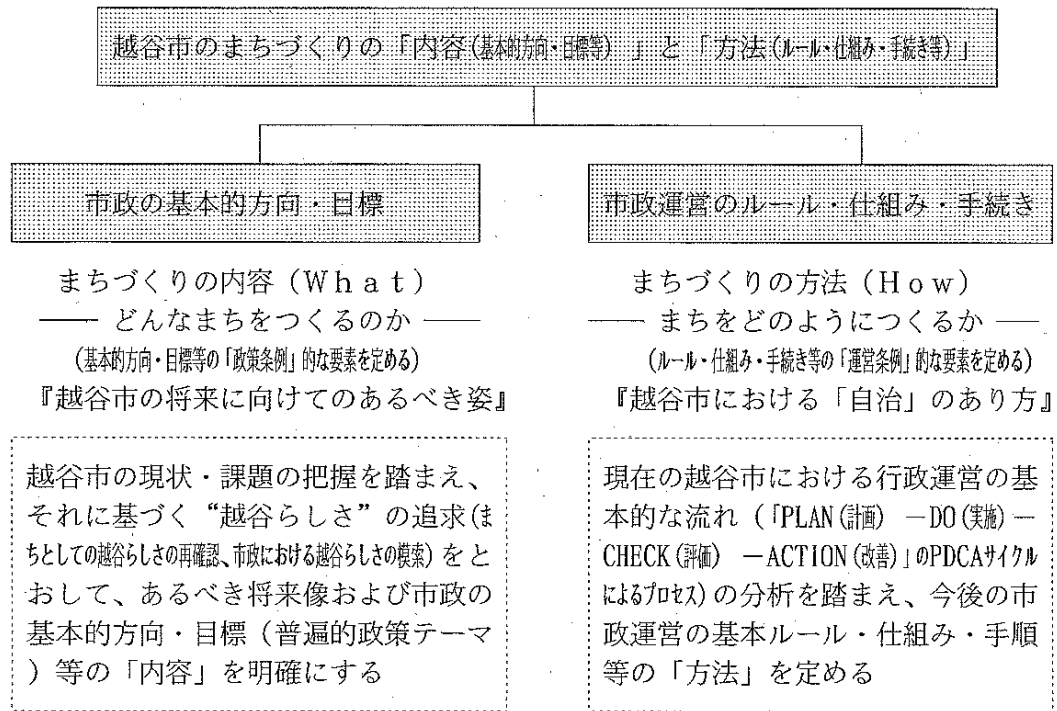 越谷市のまちづくりの「内容(基本的方向・目標等)」と「方法(ルール・仕組み・手続き等)」
市政の基本的方向・目標
まちづくりの内容(What)
―― どんなまちをつくるのか ――
(基本的方向・目標等の「政策条例」的な要素を定める)
『越谷市の将来に向けてのあるべき姿』
越谷市の現状・課題の把握を踏まえ、
それに基づく“越谷らしさ”の追求(ま
ちとしての越谷らしさの再確認、市政における越谷らしさの模索)をと
おして、あるべき将来像および市政の
基本的方向・目標(普遍的政策テーマ
)等の「内容」を明確にする
市政運営のルール・仕組み・手続き
まちづくりの方法(How)
―― まちをどのようにつくるか ――
(ルール・仕組み・手続き等の「運営条例」的な要素を定める)
『越谷市における「自治」のあり方』
現在の越谷市における行政運営の基
本的な流れ(「PLAN(計画) ―DO(実施)―
CHECK(評価) ―ACTION(改善)」のPDCAサイクル
によるプロセス)の分析を踏まえ、今後の市
政運営の基本ルール・仕組み・手順
等の「方法」を定める